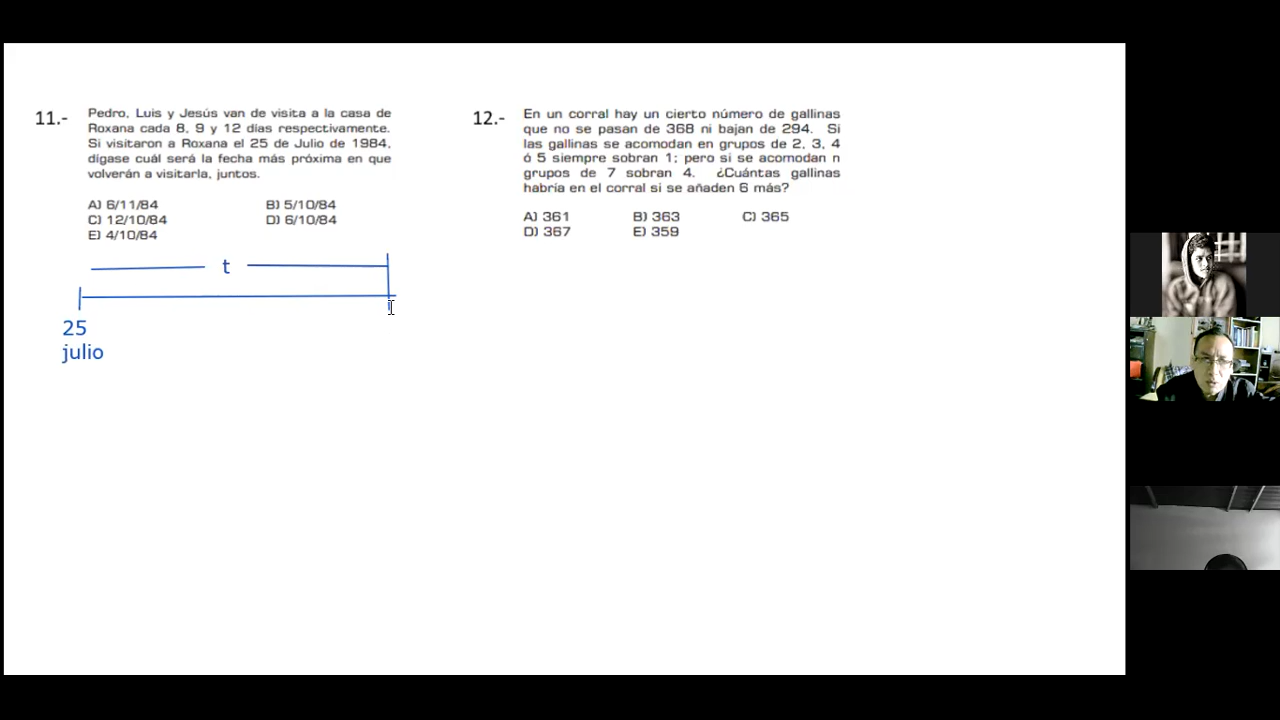 11.-
Pedro, Luis y Jesús van de visita a la casa de
Roxana cada 8, 9 y 12 días respectivamente.
Si visitaron a Roxana el 25 de Julio de 1984,
dígase cuál será la fecha más próxima en que
volverán a visitarla, juntos.
A) 6/11/84 B) 5/10/84
C) 12/10/84 D) 6/10/84
E) 4/10/84
t
25
julio
12.-
En un corral hay un cierto número de gallinas
que no se pasan de 368 ni bajan de 294. Si
las gallinas se acomodan en grupos de 2, 3, 4
ó 5 siempre sobran 1; pero si se acomodan n
grupos de 7 sobran 4. ¿Cuántas gallinas
habría en el corral si se añaden 6 más?
A) 361 B) 363 C) 365
D) 367 E) 359